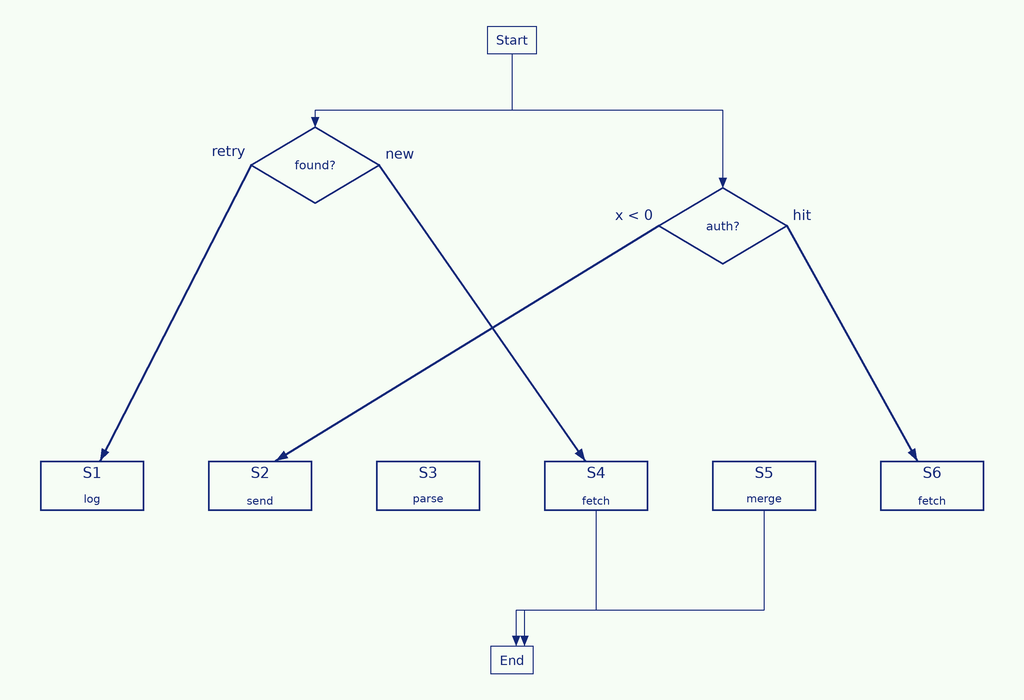 Start
retry
found?
new
x < 0
auth?
hit
S1
log
S2
send
S3
parse
S4
fetch
S5
merge
S6
fetch
End